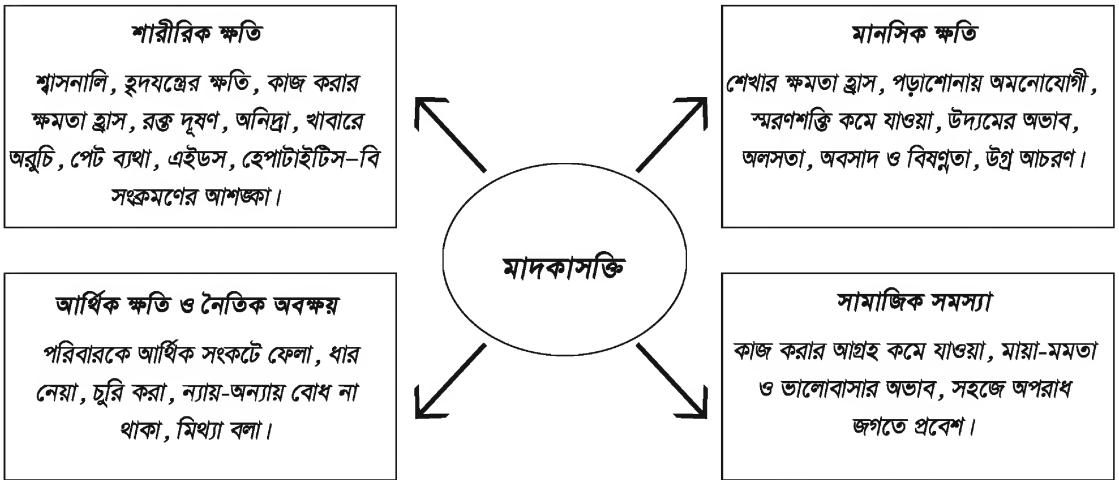 শারীরিক ক্ষতি
শ্বাসনালি, হৃদযন্ত্রের ক্ষতি, কাজ করার
ক্ষমতা হ্রাস, রক্ত দূষণ, অনিদ্রা, খাবারে
অরুচি, পেট ব্যথা, এইডস, হেপাটাইটিস–বি
সংক্রমণের আশঙ্কা।
মানসিক ক্ষতি
শেখার ক্ষমতা হ্রাস, পড়াশোনায় অমনোযোগী,
স্মরণশক্তি কমে যাওয়া, উদ্যমের অভাব,
অলসতা, অবসাদ ও বিষণ্ণতা, উগ্র আচরণ।
মাদকাসক্তি
আর্থিক ক্ষতি ও নৈতিক অবক্ষয়
পরিবারকে আর্থিক সংকটে ফেলা, ধার
নেয়া, চুরি করা, ন্যায়-অন্যায় বোধ না
থাকা, মিথ্যা বলা।
সামাজিক সমস্যা
কাজ করার আগ্রহ কমে যাওয়া, মায়া-মমতা
ও ভালোবাসার অভাব, সহজে অপরাধ
জগতে প্রবেশ।